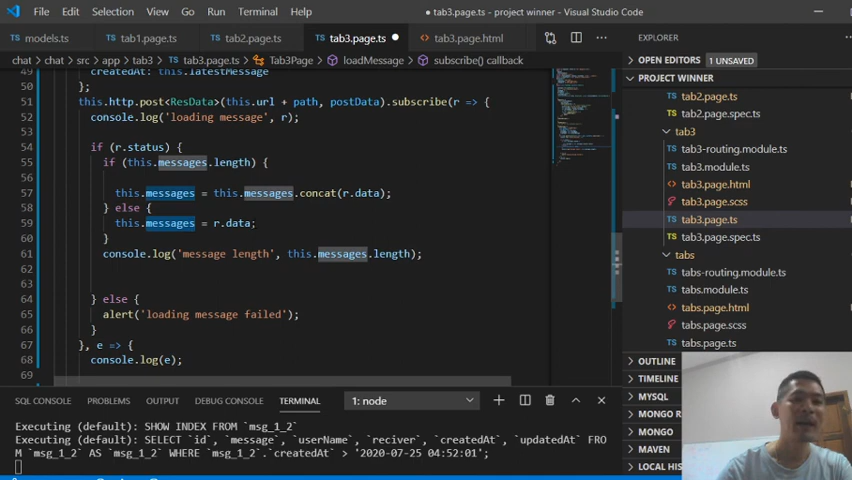 File Edit Selection View Go Run Terminal Help
tab3.page.ts - project winner - Visual Studio Code
models.ts tab1.page.ts tab2.page.ts tab3.page.ts tab3.page.html
chat > chat > src > app > tab3 > tab3.page.ts > Tab3Page > loadMessage > subscribe() callback
49 createdAt: this.latestMessage
50 };
51 this.http.post<ResData>(this.url + path, postData).subscribe(r => {
52 console.log('loading message', r);
53
54 if (r.status) {
55 if (this.messages.length) {
56
57 this.messages = this.messages.concat(r.data);
58 } else {
59 this.messages = r.data;
60 }
61 console.log('message length', this.messages.length);
62
63
64 } else {
65 alert('loading message failed');
66 }
67 }, e => {
68 console.log(e);
69
EXPLORER
OPEN EDITORS 1 UNSAVED
PROJECT WINNER
tab2.page.ts
tab2.page.spec.ts
tab3
tab3-routing.module.ts
tab3.module.ts
tab3.page.html
tab3.page.scss
tab3.page.ts
tab3.page.spec.ts
tabs
tabs-routing.module.ts
tabs.module.ts
tabs.page.html
tabs.page.scss
tabs.page.ts
OUTLINE
TIMELINE
MYSQL
MONGO R
MONGO
MAVEN
LOCAL HIS
SQL CONSOLE PROBLEMS OUTPUT DEBUG CONSOLE TERMINAL 1: node
Executing (default): SHOW INDEX FROM `msg_1_2`
Executing (default): SELECT `id`, `message`, `userName`, `reciver`, `createdAt`, `updatedAt` FRO
M `msg_1_2` AS `msg_1_2` WHERE `msg_1_2`.`createdAt` > '2020-07-25 04:52:01';